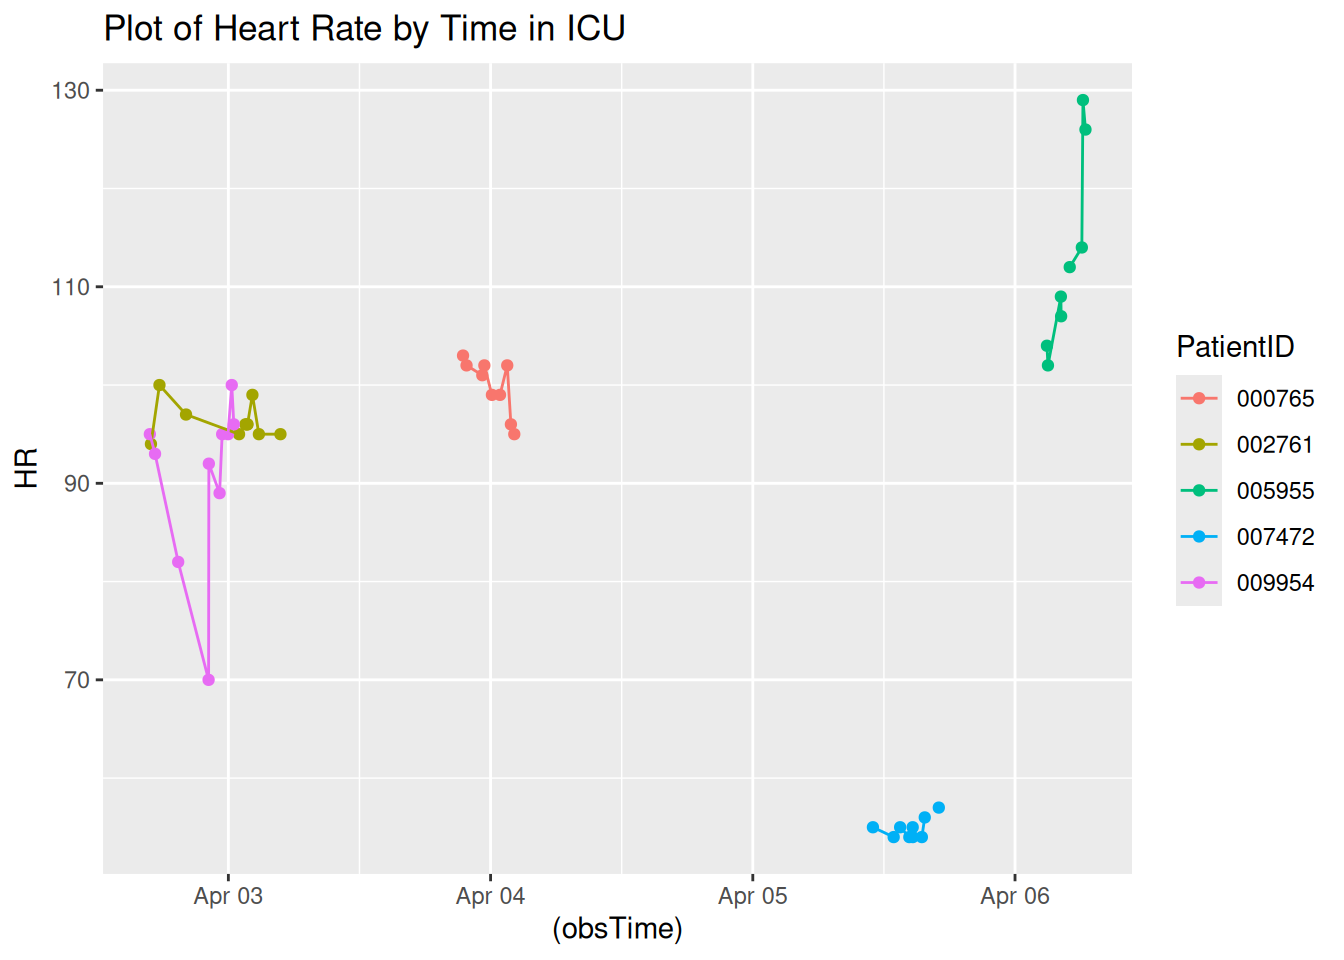 Plot of Heart Rate by Time in ICU
130
110
90
70
HR
Apr 03
Apr 04
Apr 05
Apr 06
(obsTime)
PatientID
000765
002761
005955
007472
009954